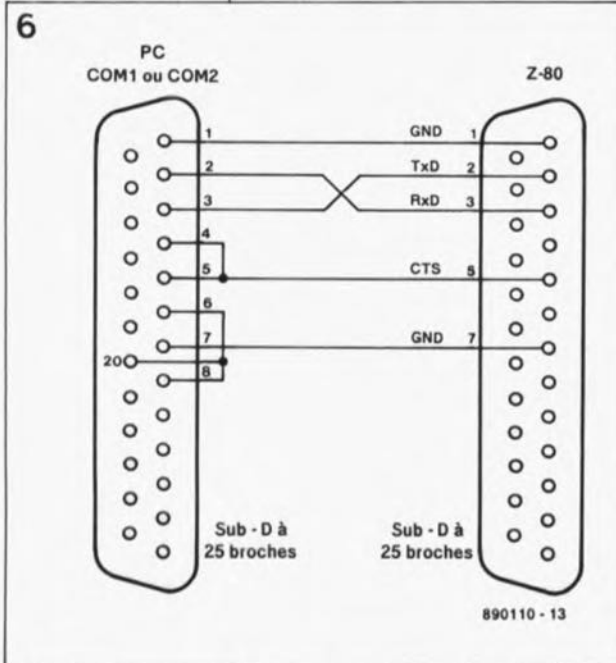 6
PC
COM1 ou COM2
Z-80
1 GND 1
2 TxD 2
3 RxD 3
4
5 CTS 5
6
7 GND 7
20
8
Sub - D à
25 broches
Sub - D à
25 broches
890110 - 13